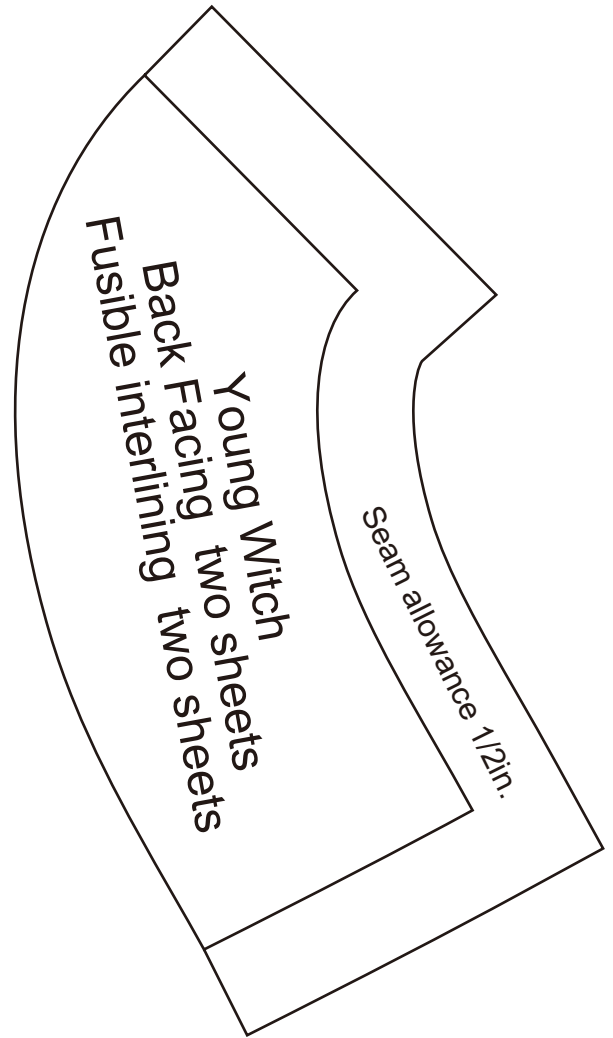 Young Witch
Back Facing  two sheets
Fusible interlining  two sheets
Seam allowance 1/2in.